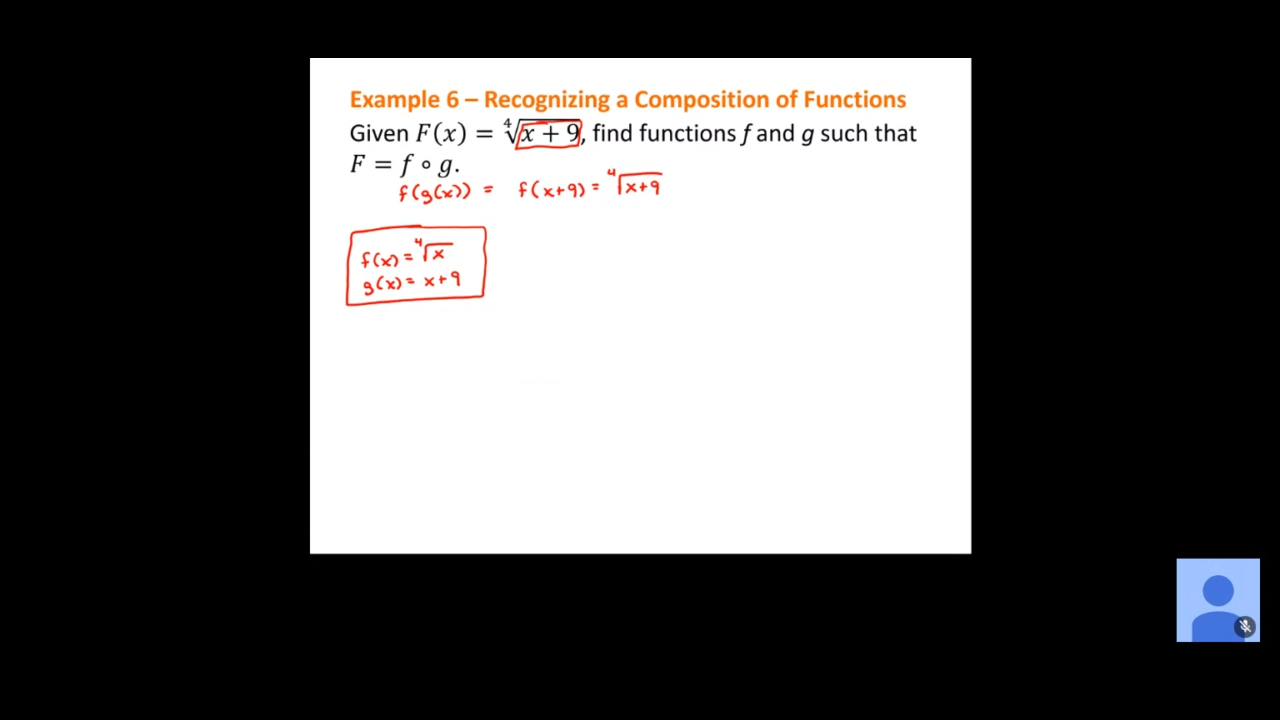 Example 6 – Recognizing a Composition of Functions
Given F(x) = ∜(x + 9), find functions f and g such that
F = f ∘ g.
f(g(x)) = f(x+9) = ∜(x+9)
f(x) = ∜x
g(x) = x+9